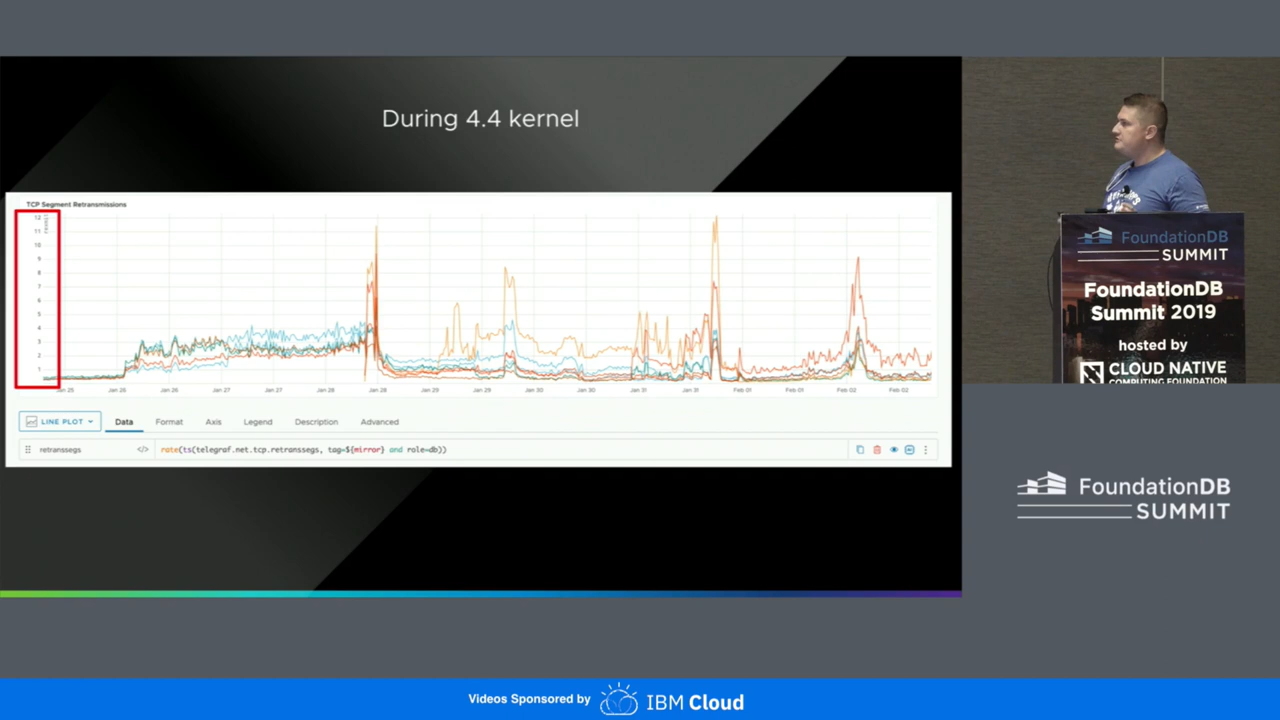 During 4.4 kernel
TCP Segment Retransmissions
12
11
10
9
8
7
6
5
4
3
2
1
Jan 25 Jan 26 Jan 26 Jan 27 Jan 27 Jan 28 Jan 28 Jan 29 Jan 29 Jan 30 Jan 30 Jan 31 Jan 31 Feb 01 Feb 01 Feb 02 Feb 02
LINE PLOT Data Format Axis Legend Description Advanced
retranssegs </> rate(ts(telegraf.net.tcp.retranssegs, tag=${mirror} and role=db))
FoundationDB
SUMMIT
FoundationDB
Summit 2019
hosted by
CLOUD NATIVE
COMPUTING FOUNDATION
FoundationDB
SUMMIT
Videos Sponsored by IBM Cloud